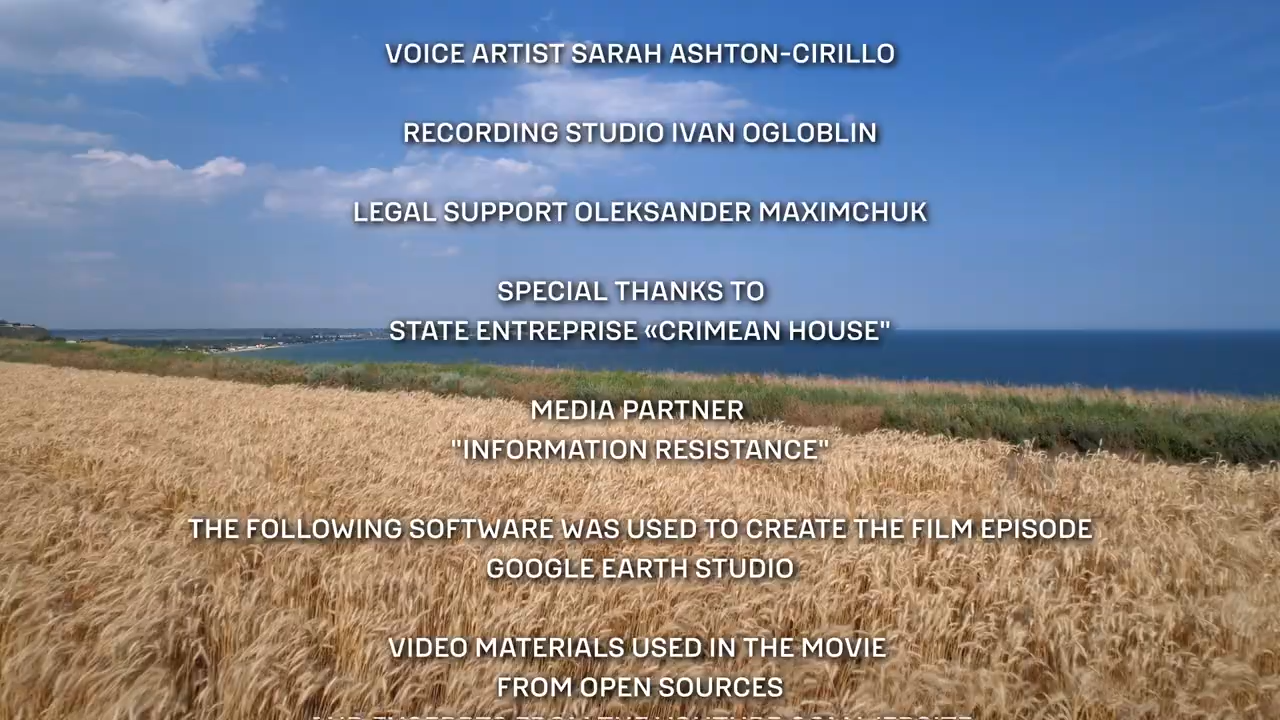 VOICE ARTIST SARAH ASHTON-CIRILLO
RECORDING STUDIO IVAN OGLOBLIN
LEGAL SUPPORT OLEKSANDER MAXIMCHUK
SPECIAL THANKS TO
STATE ENTREPRISE «CRIMEAN HOUSE"
MEDIA PARTNER
"INFORMATION RESISTANCE"
THE FOLLOWING SOFTWARE WAS USED TO CREATE THE FILM EPISODE
GOOGLE EARTH STUDIO
VIDEO MATERIALS USED IN THE MOVIE
FROM OPEN SOURCES